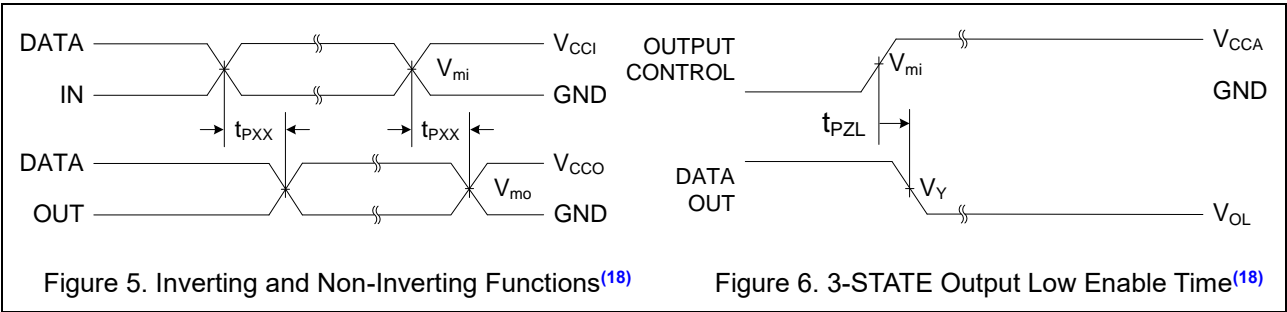 DATA
IN
V_CCI
V_mi
GND
t_PXX
t_PXX
DATA
OUT
V_CCO
V_mo
GND
Figure 5. Inverting and Non-Inverting Functions(18)
OUTPUT
CONTROL
V_CCA
V_mi
GND
t_PZL
DATA
OUT
V_Y
V_OL
Figure 6. 3-STATE Output Low Enable Time(18)